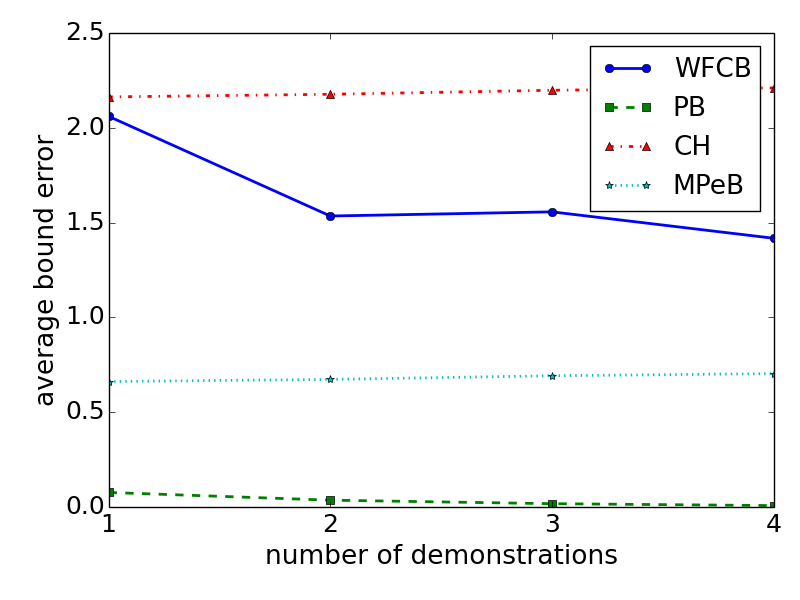 2.5
2.0
1.5
1.0
0.5
0.0
average bound error
WFCB
PB
CH
MPeB
1 2 3 4
number of demonstrations